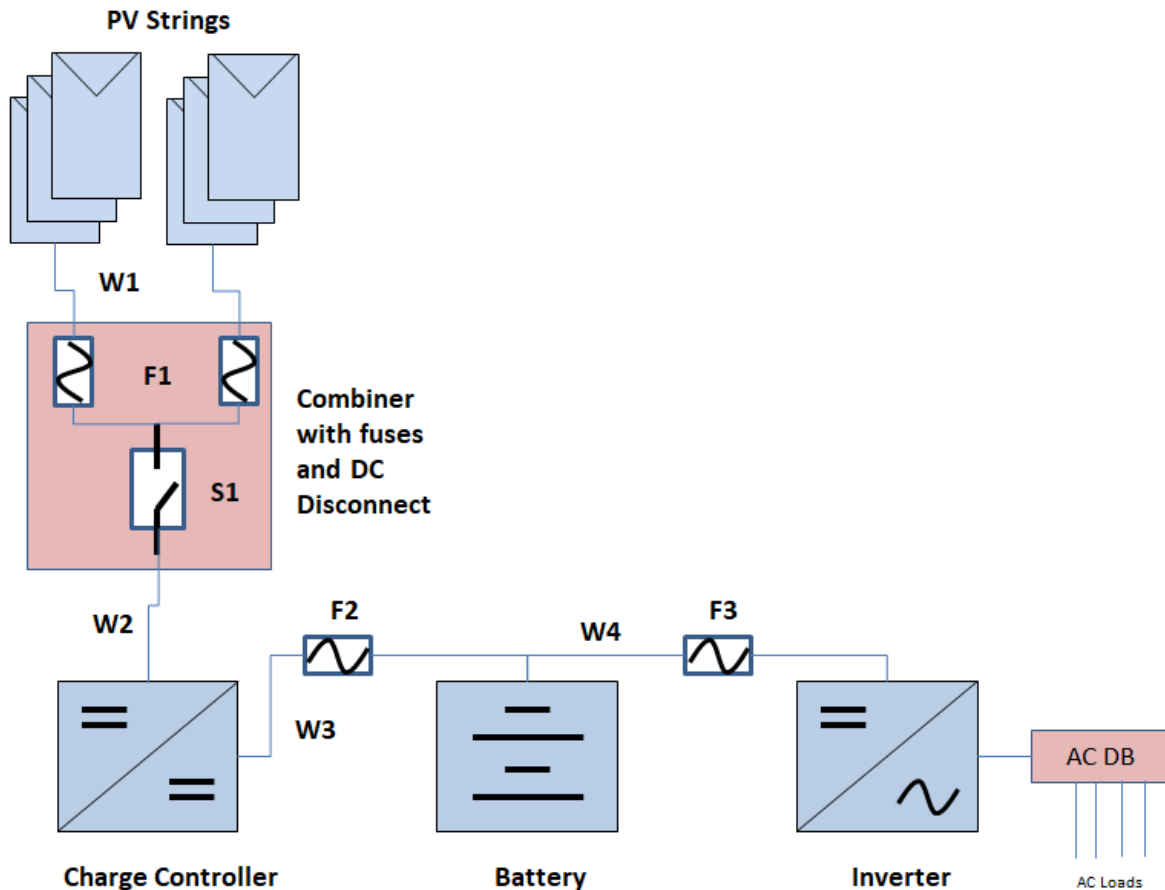 PV Strings
W1
F1
Combiner
with fuses
and DC
Disconnect
S1
W2
F2
W4
F3
W3
AC DB
Charge Controller
Battery
Inverter
AC Loads